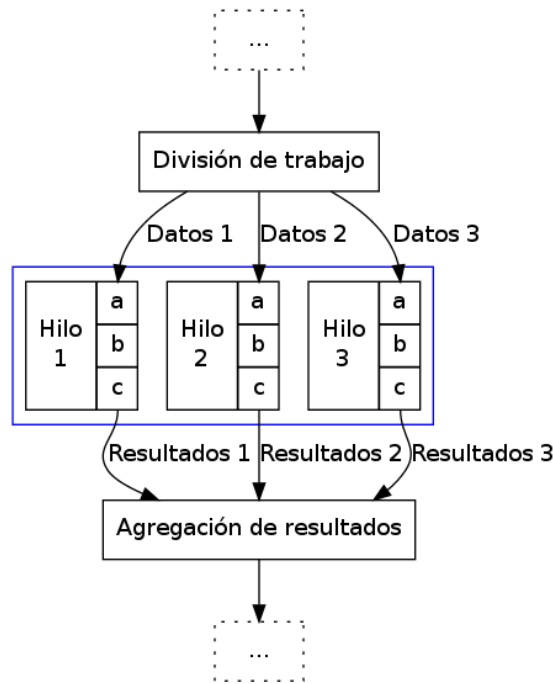 ...
División de trabajo
Datos 1 Datos 2 Datos 3
Hilo
1
a
b
c
Hilo
2
a
b
c
Hilo
3
a
b
c
Resultados 1 Resultados 2 Resultados 3
Agregación de resultados
...